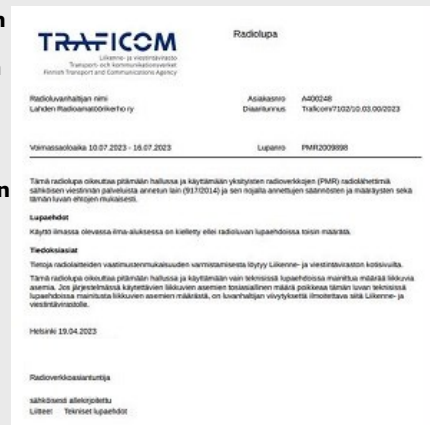 n
n
TRAFICOM
Liikenne- ja viestintävirasto
Transport- och kommunikationsverket
Finnish Transport and Communications Agency
Radiolupa
Radioluvanhaltijan nimi
Lahden Radioamatöörikerho ry
Asiakasnro A400248
Diaaritunnus Traficom/7102/10.03.00/2023
Voimassaoloaika 10.07.2023 - 16.07.2023 Lupanro PMR2009898
Tämä radiolupa oikeuttaa pitämään hallussa ja käyttämään yksityisten radioverkkojen (PMR) radiolähettimiä
sähköisen viestinnän palveluista annetun lain (917/2014) ja sen nojalla annettujen säännösten ja määräysten sekä
tämän luvan ehtojen mukaisesti.
Lupaehdot
Käyttö ilmassa olevassa ilma-aluksessa on kielletty ellei radioluvan lupaehdoissa toisin määrätä.
Tiedoksiasiat
Tietoja radiolaitteiden vaatimustenmukaisuuden varmistamisesta löytyy Liikenne- ja viestintäviraston kotisivuilta.
Tämä radiolupa oikeuttaa pitämään hallussa ja käyttämään vain teknisissä lupaehdoissa mainittua määrää liikkuvia
asemia. Jos järjestelmässä käytettävien liikkuvien asemien tosiasiallinen määrä poikkeaa tämän luvan teknisissä
lupaehdoissa mainitusta liikkuvien asemien määrästä, on luvanhaltijan viivytyksettä ilmoitettava siitä Liikenne- ja
viestintävirastolle.
Helsinki 19.04.2023
Radioverkkoasiantuntija
sähköisesti allekirjoitettu
Liitteet Tekniset lupaehdot